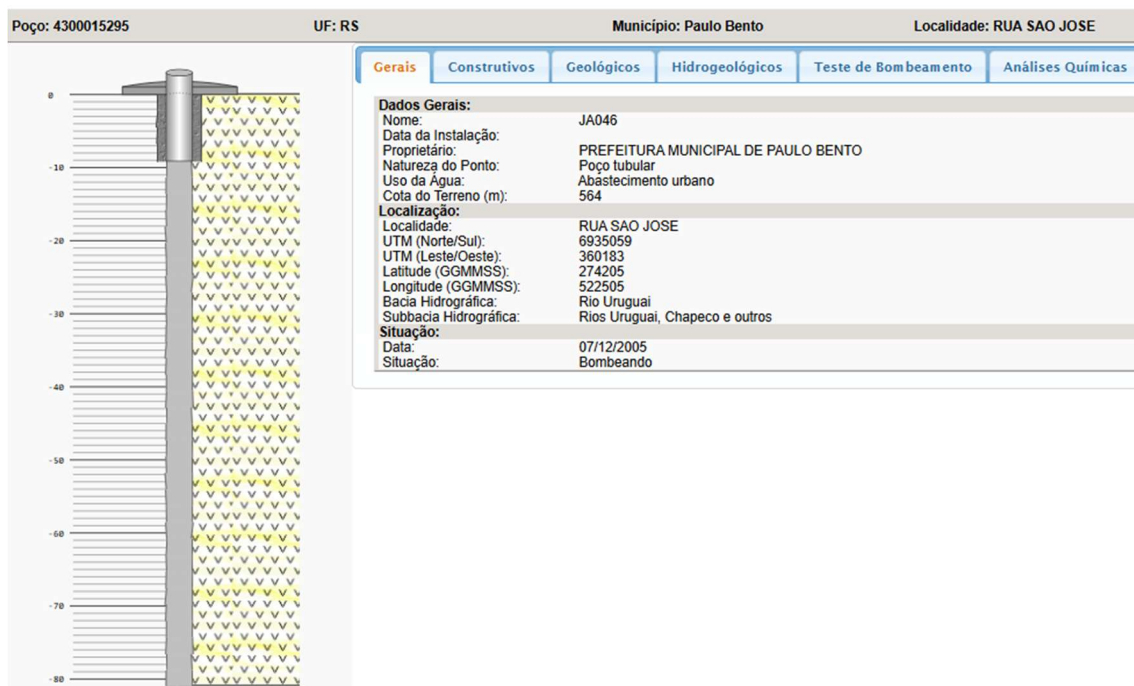 Poço: 4300015295 UF: RS Município: Paulo Bento Localidade: RUA SAO JOSE
Gerais Construtivos Geológicos Hidrogeológicos Teste de Bombeamento Análises Químicas
Dados Gerais:
Nome: JA046
Data da Instalação:
Proprietário: PREFEITURA MUNICIPAL DE PAULO BENTO
Natureza do Ponto: Poço tubular
Uso da Água: Abastecimento urbano
Cota do Terreno (m): 564
Localização:
Localidade: RUA SAO JOSE
UTM (Norte/Sul): 6935059
UTM (Leste/Oeste): 360183
Latitude (GGMMSS): 274205
Longitude (GGMMSS): 522505
Bacia Hidrográfica: Rio Uruguai
Subbacia Hidrográfica: Rios Uruguai, Chapeco e outros
Situação:
Data: 07/12/2005
Situação: Bombeando
0
-10
-20
-30
-40
-50
-60
-70
-80